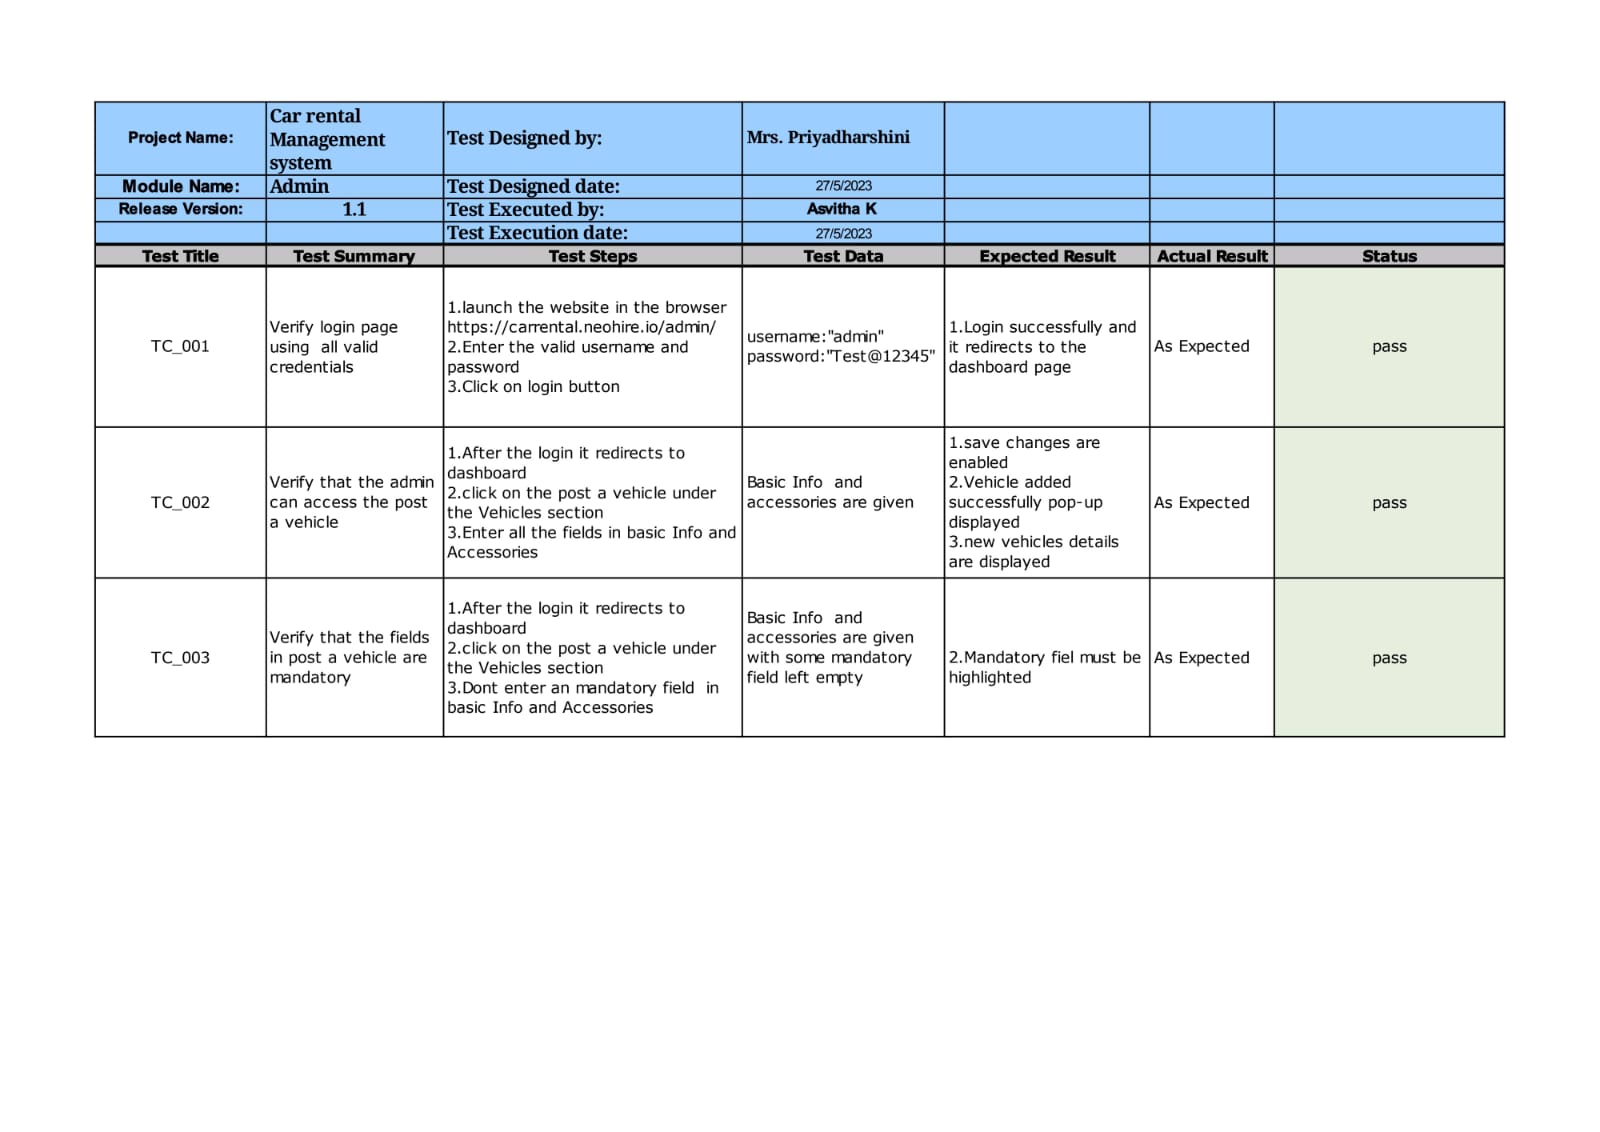 Project Name:
Car rental
Management
system
Test Designed by:
Mrs. Priyadharshini
Module Name:
Admin
Test Designed date:
27/5/2023
Release Version:
1.1
Test Executed by:
Asvitha K
Test Execution date:
27/5/2023
Test Title
Test Summary
Test Steps
Test Data
Expected Result
Actual Result
Status
TC_001
Verify login page
using  all valid
credentials
1.launch the website in the browser
https://carrental.neohire.io/admin/
2.Enter the valid username and
password
3.Click on login button
username:"admin"
password:"Test@12345"
1.Login successfully and
it redirects to the
dashboard page
As Expected
pass
TC_002
Verify that the admin
can access the post
a vehicle
1.After the login it redirects to
dashboard
2.click on the post a vehicle under
the Vehicles section
3.Enter all the fields in basic Info and
Accessories
Basic Info  and
accessories are given
1.save changes are
enabled
2.Vehicle added
successfully pop-up
displayed
3.new vehicles details
are displayed
As Expected
pass
TC_003
Verify that the fields
in post a vehicle are
mandatory
1.After the login it redirects to
dashboard
2.click on the post a vehicle under
the Vehicles section
3.Dont enter an mandatory field  in
basic Info and Accessories
Basic Info  and
accessories are given
with some mandatory
field left empty
2.Mandatory fiel must be
highlighted
As Expected
pass